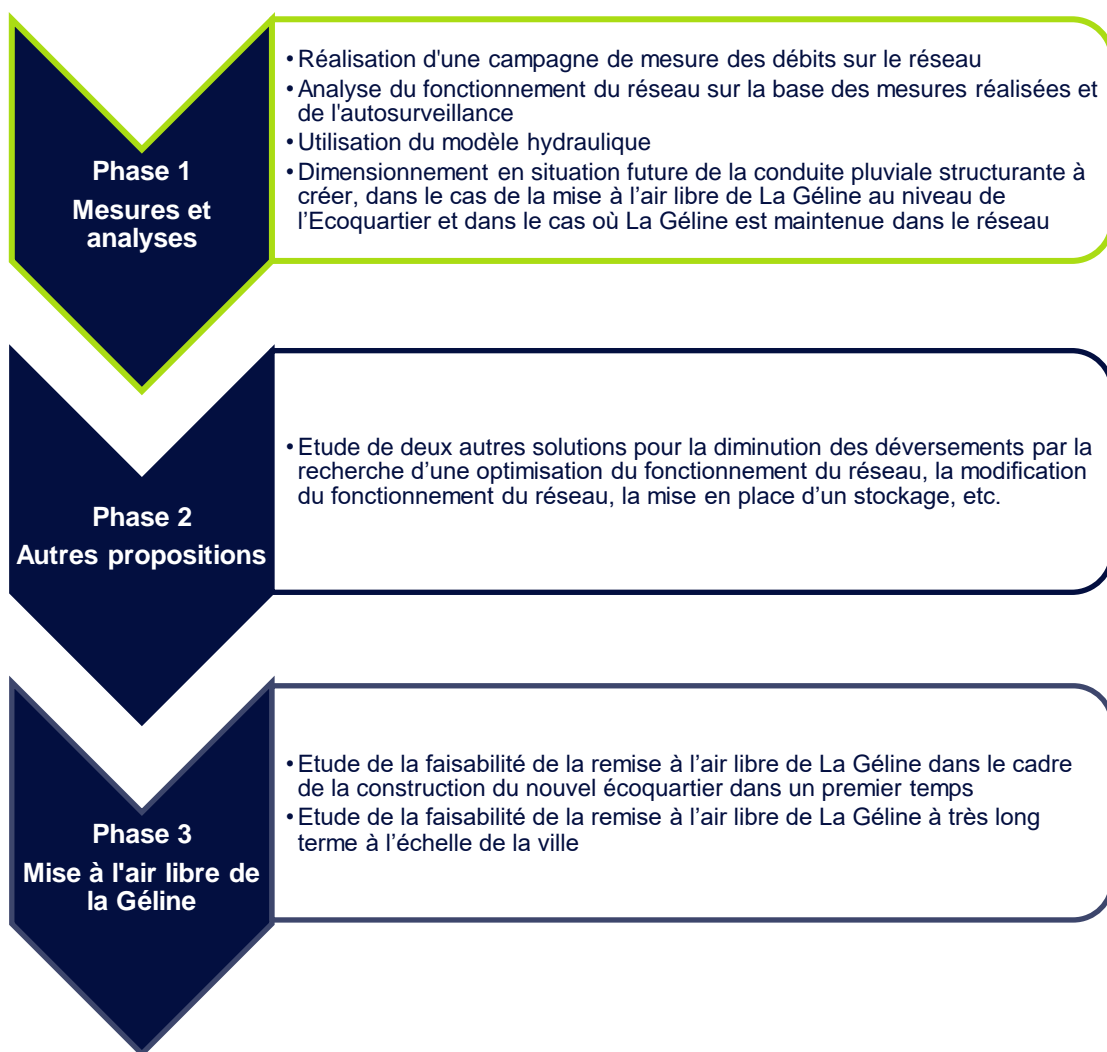 Phase 1
Mesures et
analyses
•Réalisation d'une campagne de mesure des débits sur le réseau
•Analyse du fonctionnement du réseau sur la base des mesures réalisées et
de l'autosurveillance
•Utilisation du modèle hydraulique
•Dimensionnement en situation future de la conduite pluviale structurante à
créer, dans le cas de la mise à l’air libre de La Géline au niveau de
l’Ecoquartier et dans le cas où La Géline est maintenue dans le réseau
Phase 2
Autres propositions
•Etude de deux autres solutions pour la diminution des déversements par la
recherche d’une optimisation du fonctionnement du réseau, la modification
du fonctionnement du réseau, la mise en place d’un stockage, etc.
Phase 3
Mise à l'air libre de
la Géline
•Etude de la faisabilité de la remise à l’air libre de La Géline dans le cadre
de la construction du nouvel écoquartier dans un premier temps
•Etude de la faisabilité de la remise à l’air libre de La Géline à très long
terme à l’échelle de la ville